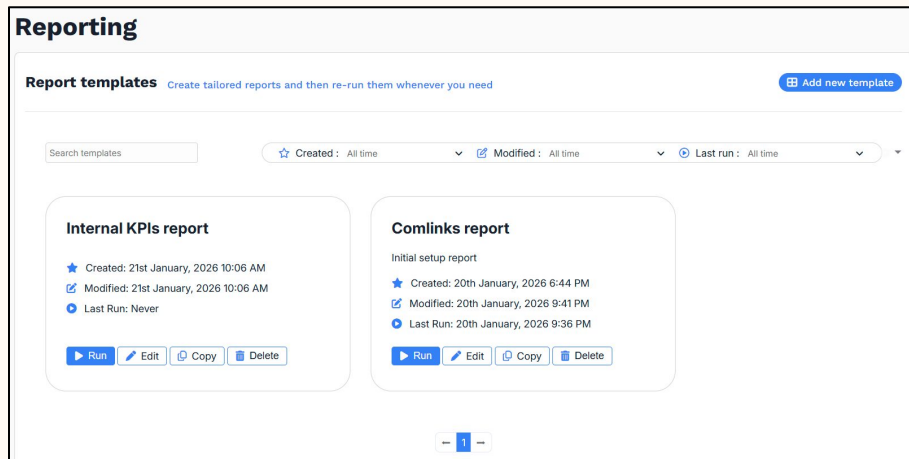 Reporting
Report templates Create tailored reports and then re-run them whenever you need
Add new template
Search templates
Created : All time
Modified : All time
Last run : All time
Internal KPIs report
Created: 21st January, 2026 10:06 AM
Modified: 21st January, 2026 10:06 AM
Last Run: Never
Run Edit Copy Delete
Comlinks report
Initial setup report
Created: 20th January, 2026 6:44 PM
Modified: 20th January, 2026 9:41 PM
Last Run: 20th January, 2026 9:36 PM
Run Edit Copy Delete
← 1 →